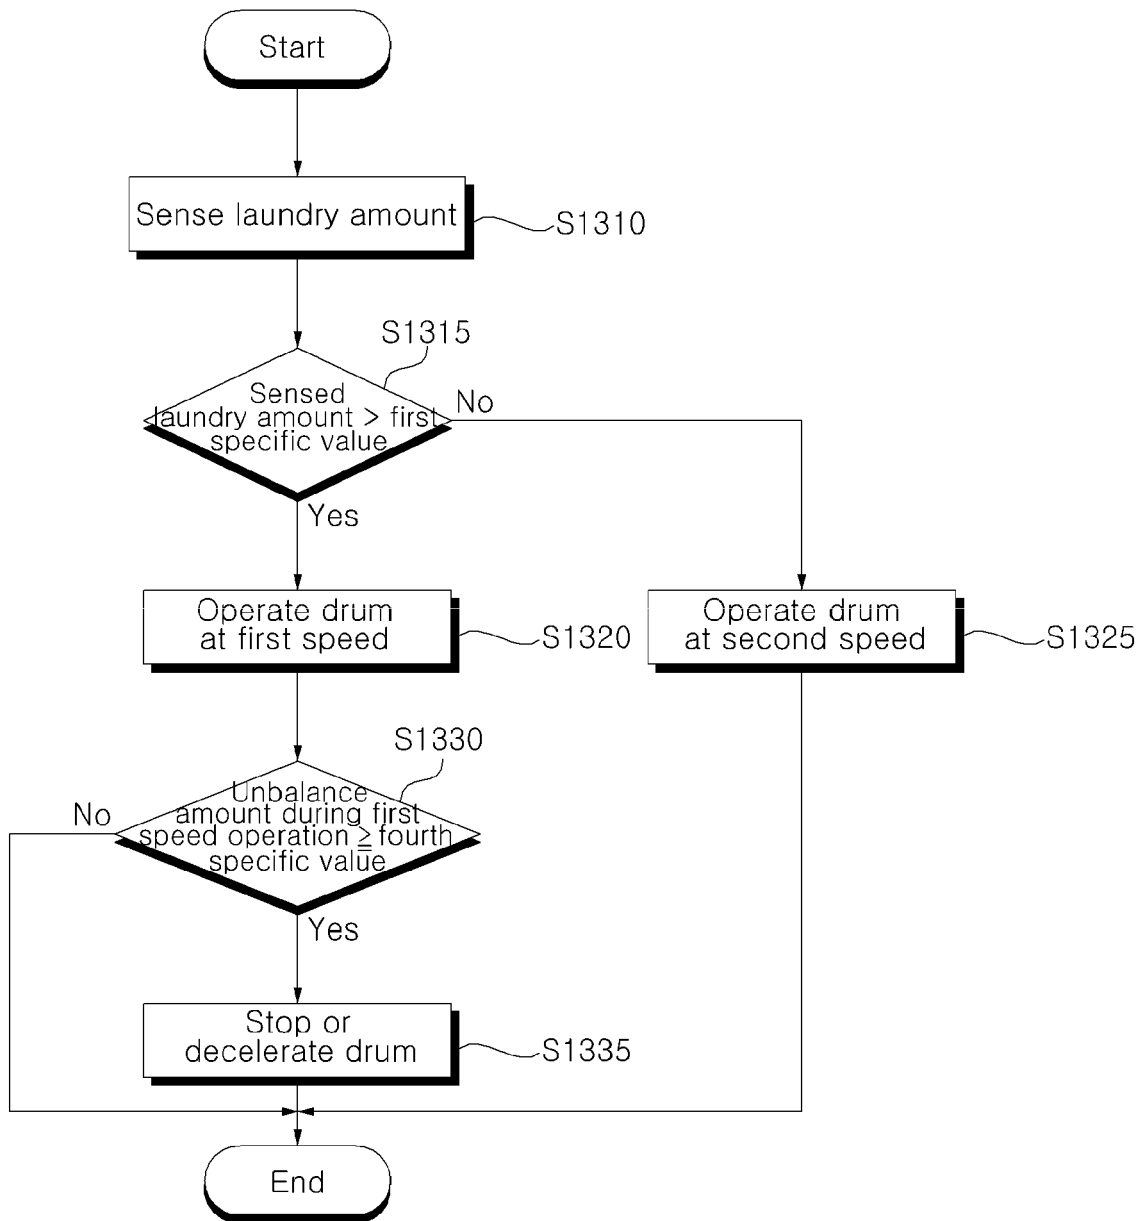 Start
Sense laundry amount
S1310
S1315
Sensed
laundry amount > first
specific value
No
Yes
Operate drum
at first speed
S1320
Operate drum
at second speed
S1325
S1330
Unbalance
amount during first
speed operation ≧ fourth
specific value
No
Yes
Stop or
decelerate drum
S1335
End